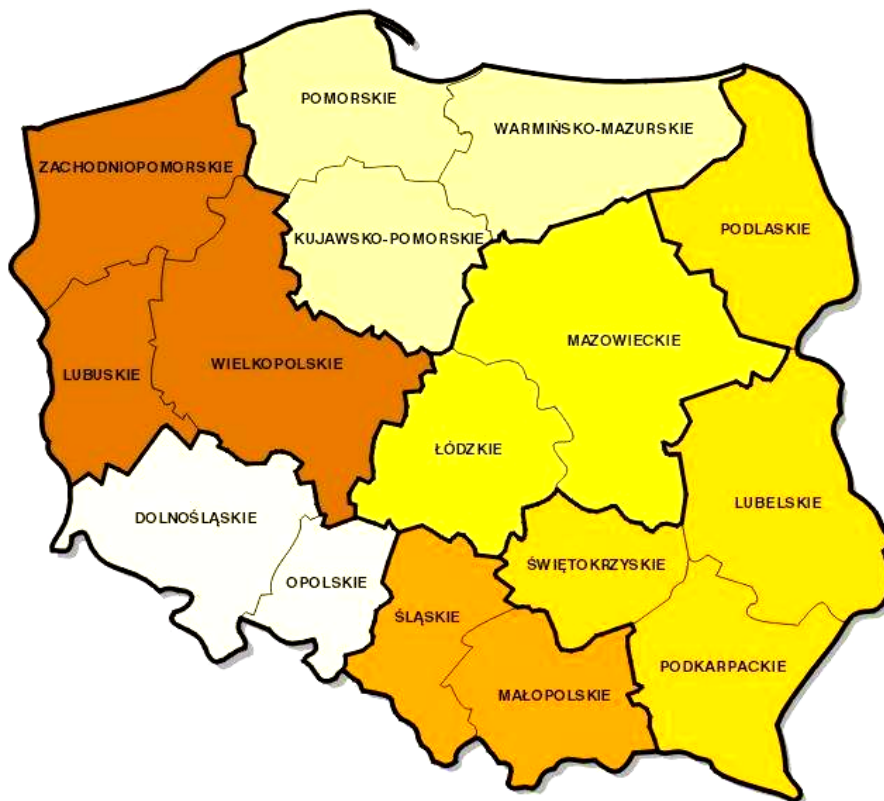 POMORSKIE
WARMIŃSKO-MAZURSKIE
ZACHODNIOPOMORSKIE
PODLASKIE
KUJAWSKO-POMORSKIE
MAZOWIECKIE
WIELKOPOLSKIE
LUBUSKIE
ŁÓDZKIE
LUBELSKIE
DOLNOŚLĄSKIE
ŚWIĘTOKRZYSKIE
OPOLSKIE
ŚLĄSKIE
PODKARPACKIE
MAŁOPOLSKIE